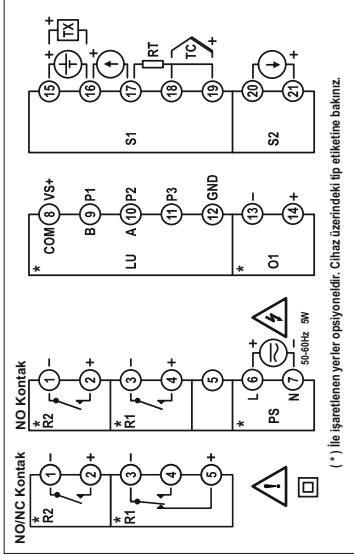 NO/NC Kontak
* R2
1 −
2 +
* R1
3 −
4
5 +
NO Kontak
* R2
1 −
2 +
* R1
3 −
4 +
5
* PS
L 6 +
N 7 −
50-60Hz 5W
* LU
COM 8 VS+
B 9 P1
A 10 P2
11 P3
12 GND
* O1
13 −
14 +
S1
15 +
16 +
17
18
19
TX +
RT
TC +
S2
20
21 +
( * ) İle işaretlenen yerler opsiyoneldir. Cihaz üzerindeki tip etiketine bakınız.